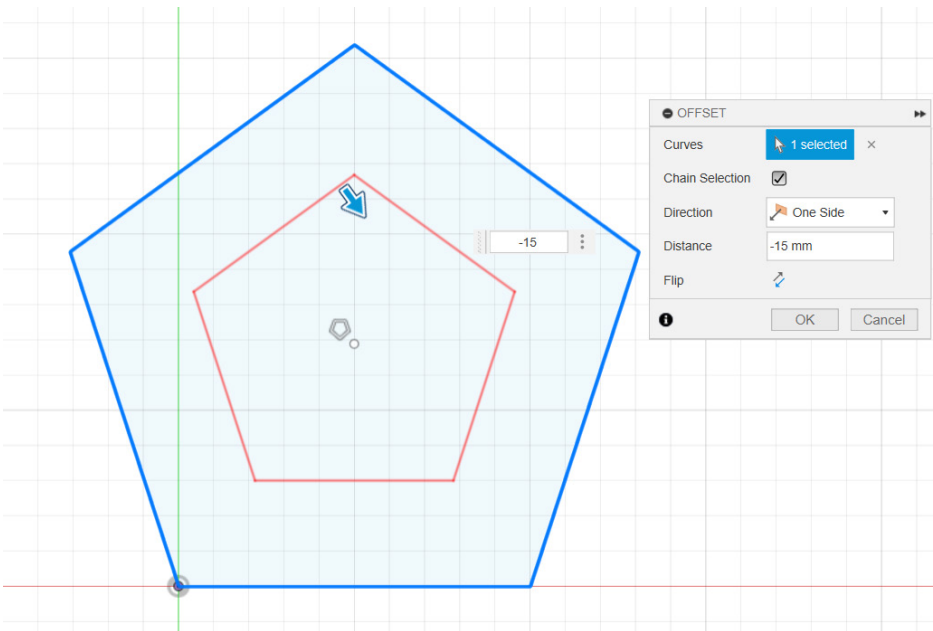 OFFSET
Curves 1 selected
Chain Selection
Direction One Side
-15
Distance -15 mm
Flip
OK Cancel